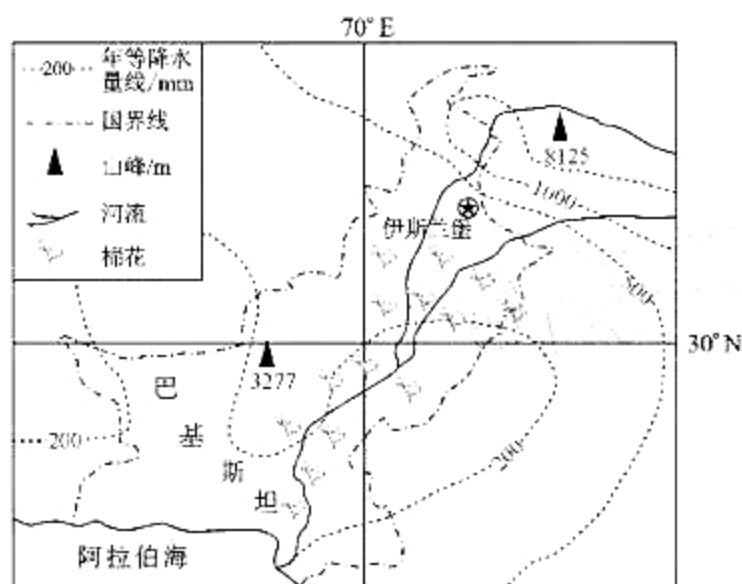 70°E
200
年等降水
量线/mm
国界线
山峰/m
河流
棉花
8125
1000
伊斯兰堡
500
30°N
3277
巴
基
斯
坦
200
200
阿拉伯海